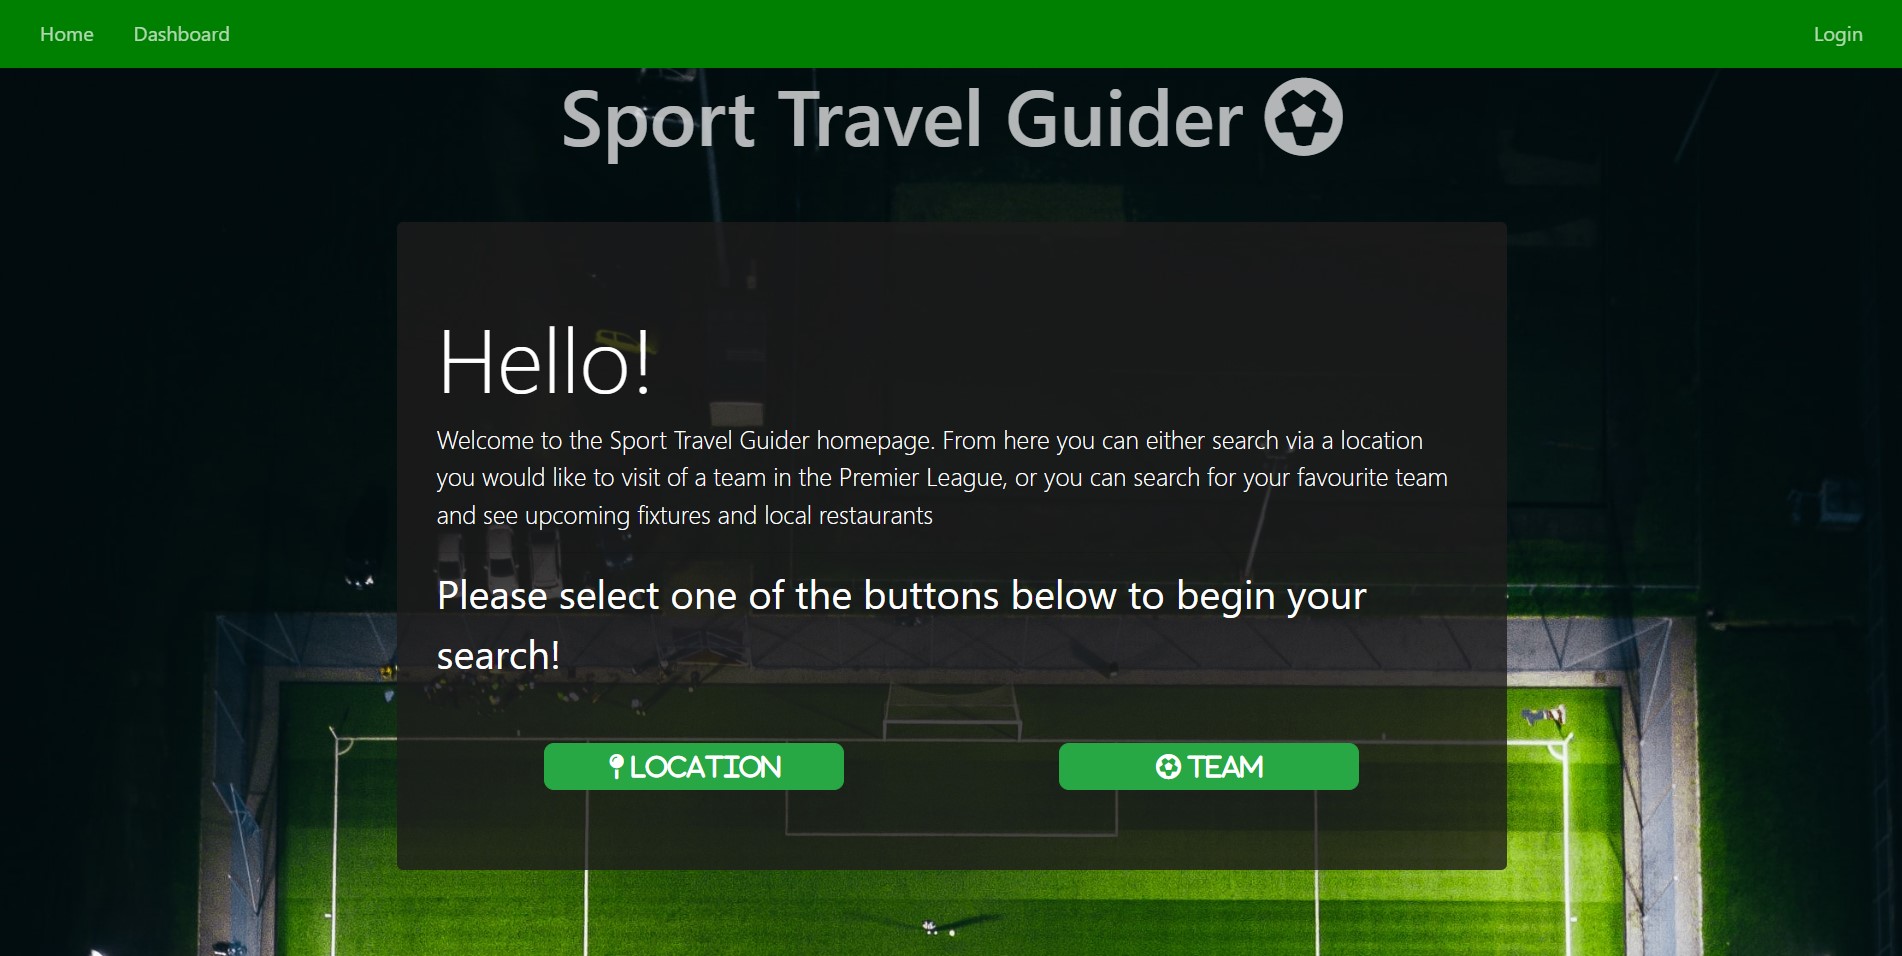 Home Dashboard Login
Sport Travel Guider
Hello!
Welcome to the Sport Travel Guider homepage. From here you can either search via a location
you would like to visit of a team in the Premier League, or you can search for your favourite team
and see upcoming fixtures and local restaurants
Please select one of the buttons below to begin your
search!
LOCATION
TEAM